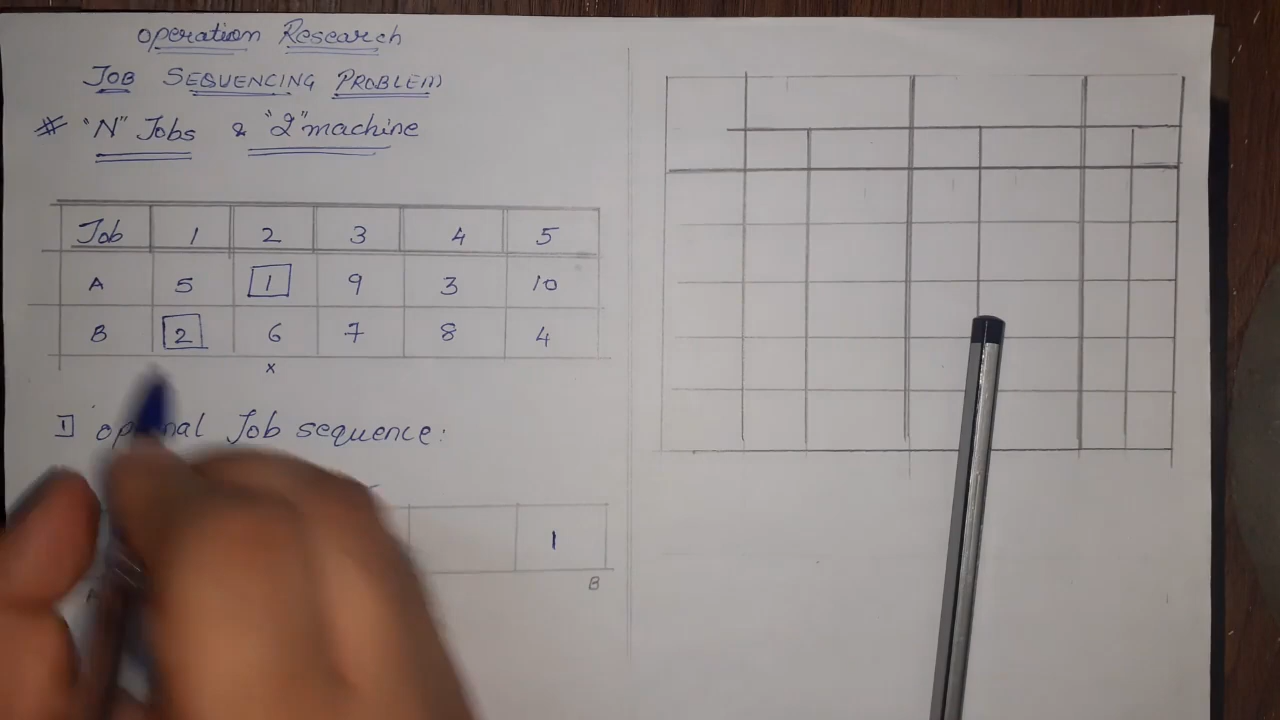 Operation Research
JOB SEQUENCING PROBLEM
# "N" Jobs & "2" machine
Job 1 2 3 4 5
A 5 1 9 3 10
B 2 6 7 8 4
x
1] Job sequence:
1
B